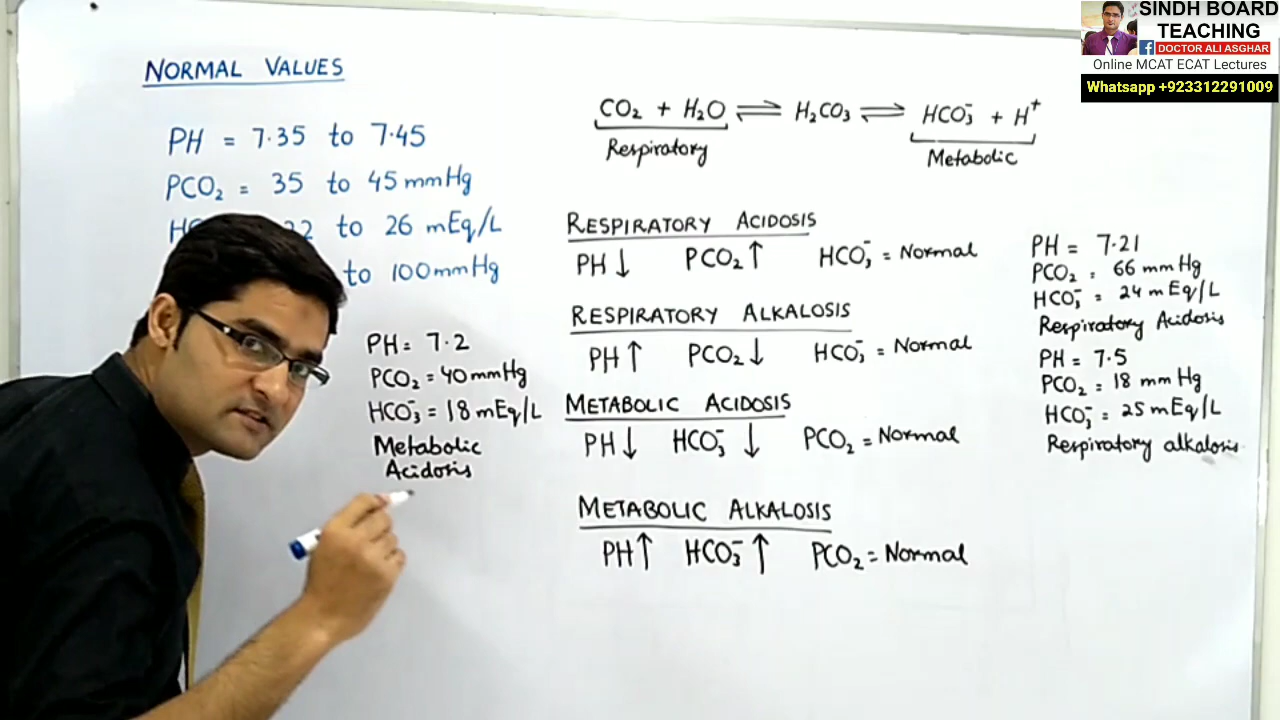 SINDH BOARD
TEACHING
f DOCTOR ALI ASGHAR
Online MCAT ECAT Lectures
Whatsapp +923312291009
NORMAL VALUES
PH = 7.35 to 7.45
PCO₂ = 35 to 45 mmHg
22 to 26 mEq/L
to 100 mmHg
PH = 7.2
PCO₂ = 40 mmHg
HCO₃⁻ = 18 mEq/L
Metabolic
Acidosis
CO₂ + H₂O ⇌ H₂CO₃ ⇌ HCO₃⁻ + H⁺
Respiratory Metabolic
RESPIRATORY ACIDOSIS
PH ↓ PCO₂ ↑ HCO₃⁻ = Normal
RESPIRATORY ALKALOSIS
PH ↑ PCO₂ ↓ HCO₃⁻ = Normal
METABOLIC ACIDOSIS
PH ↓ HCO₃⁻ ↓ PCO₂ = Normal
METABOLIC ALKALOSIS
PH ↑ HCO₃⁻ ↑ PCO₂ = Normal
PH = 7.21
PCO₂ = 66 mmHg
HCO₃⁻ = 24 mEq/L
Respiratory Acidosis
PH = 7.5
PCO₂ = 18 mmHg
HCO₃⁻ = 25 mEq/L
Respiratory alkalosis